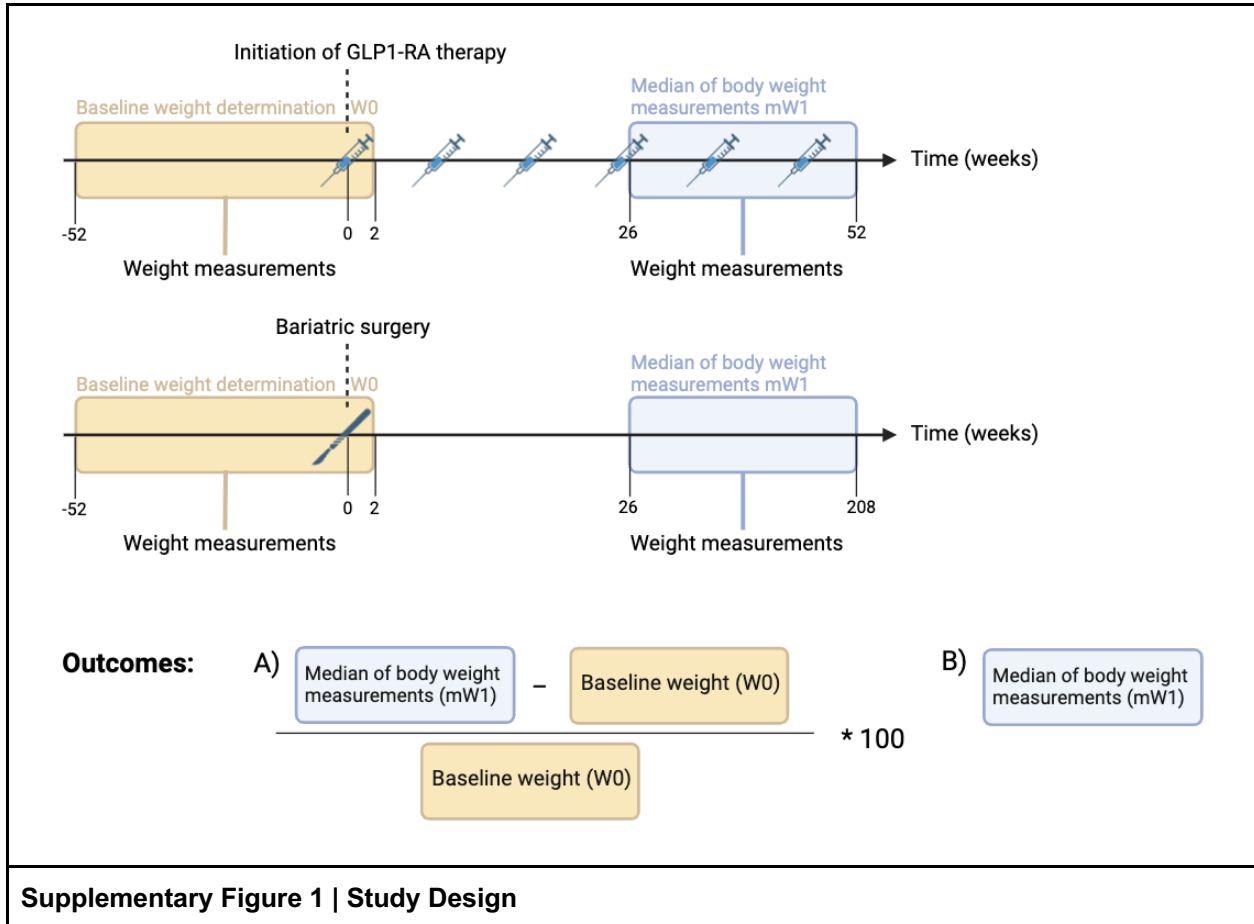 Initiation of GLP1-RA therapy
Baseline weight determination W0
Median of body weight
measurements mW1
Time (weeks)
-52
0
2
26
52
Weight measurements
Weight measurements
Bariatric surgery
Baseline weight determination W0
Median of body weight
measurements mW1
Time (weeks)
-52
0
2
26
208
Weight measurements
Weight measurements
Outcomes:
A)
Median of body weight
measurements (mW1)
–
Baseline weight (W0)
Baseline weight (W0)
* 100
B)
Median of body weight
measurements (mW1)
Supplementary Figure 1 | Study Design